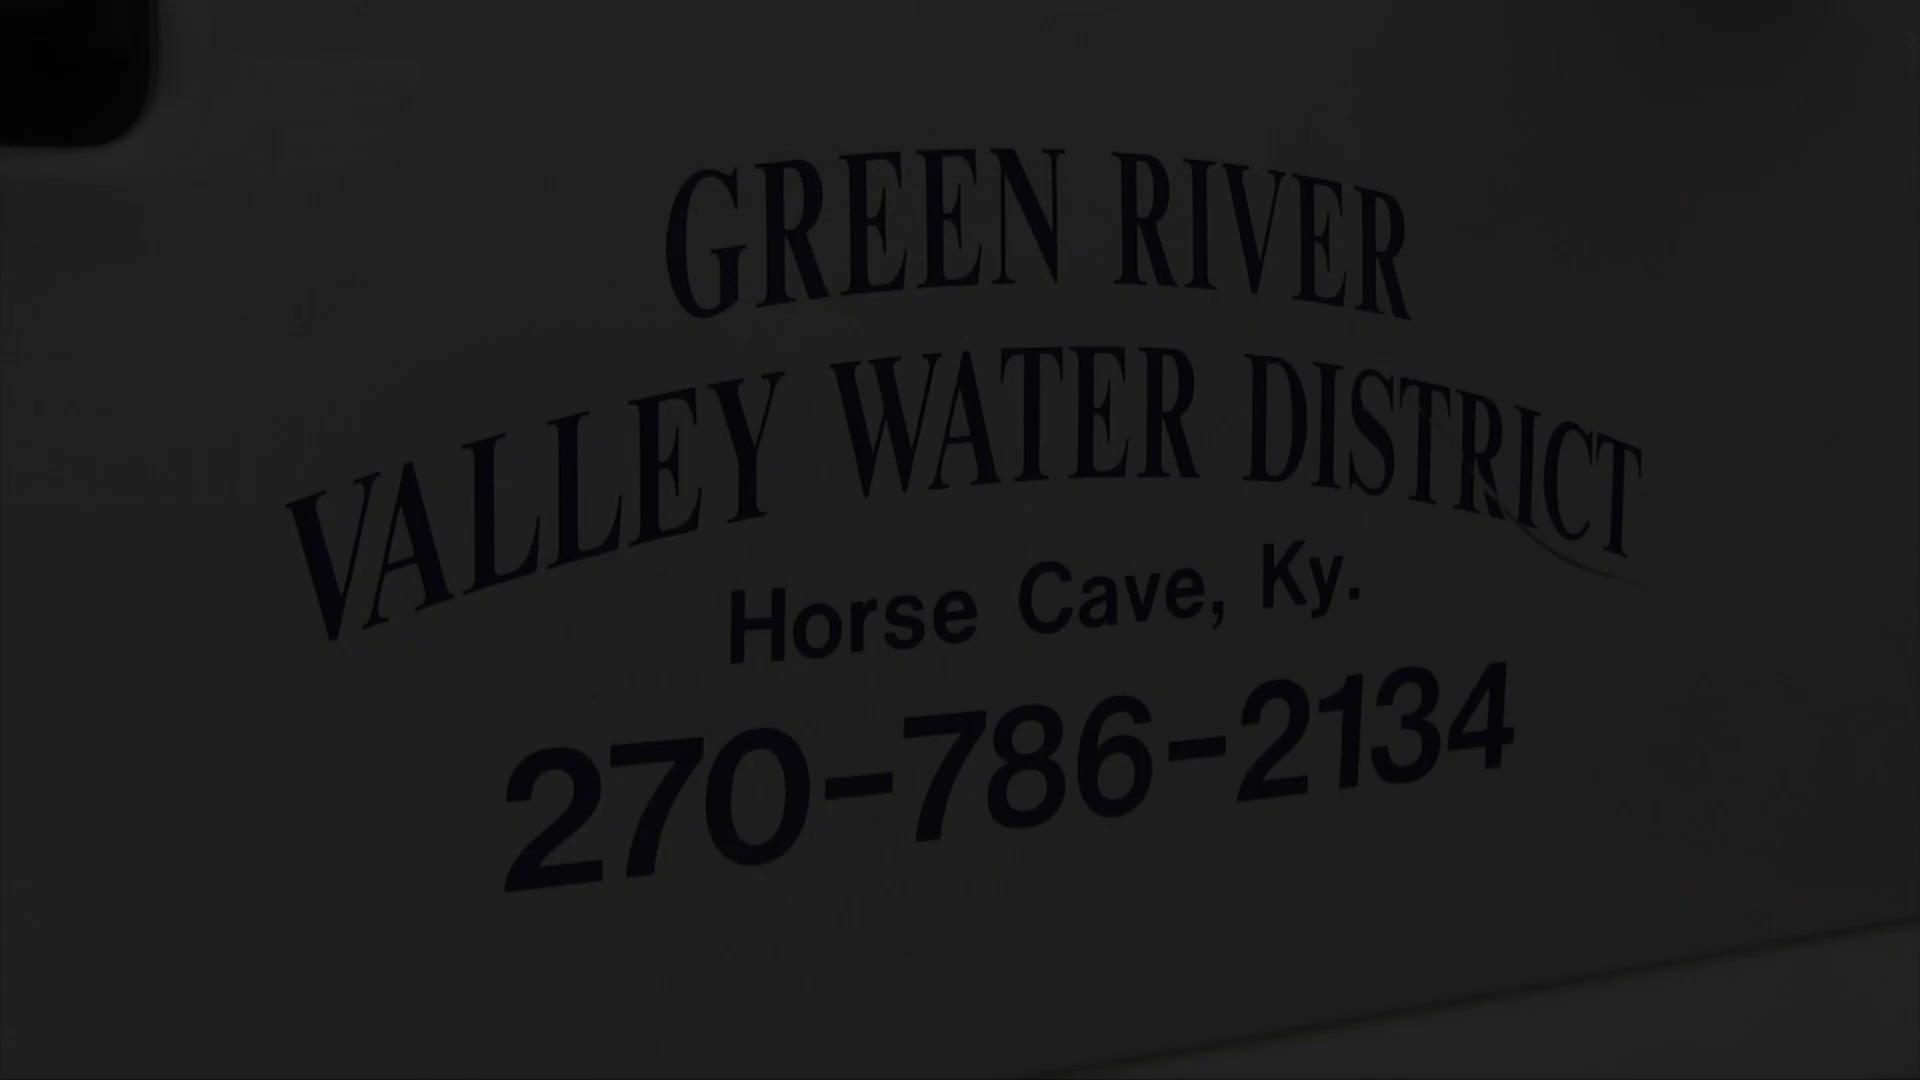 GREEN RIVER
VALLEY WATER DISTRICT
Horse Cave, Ky.
270-786-2134